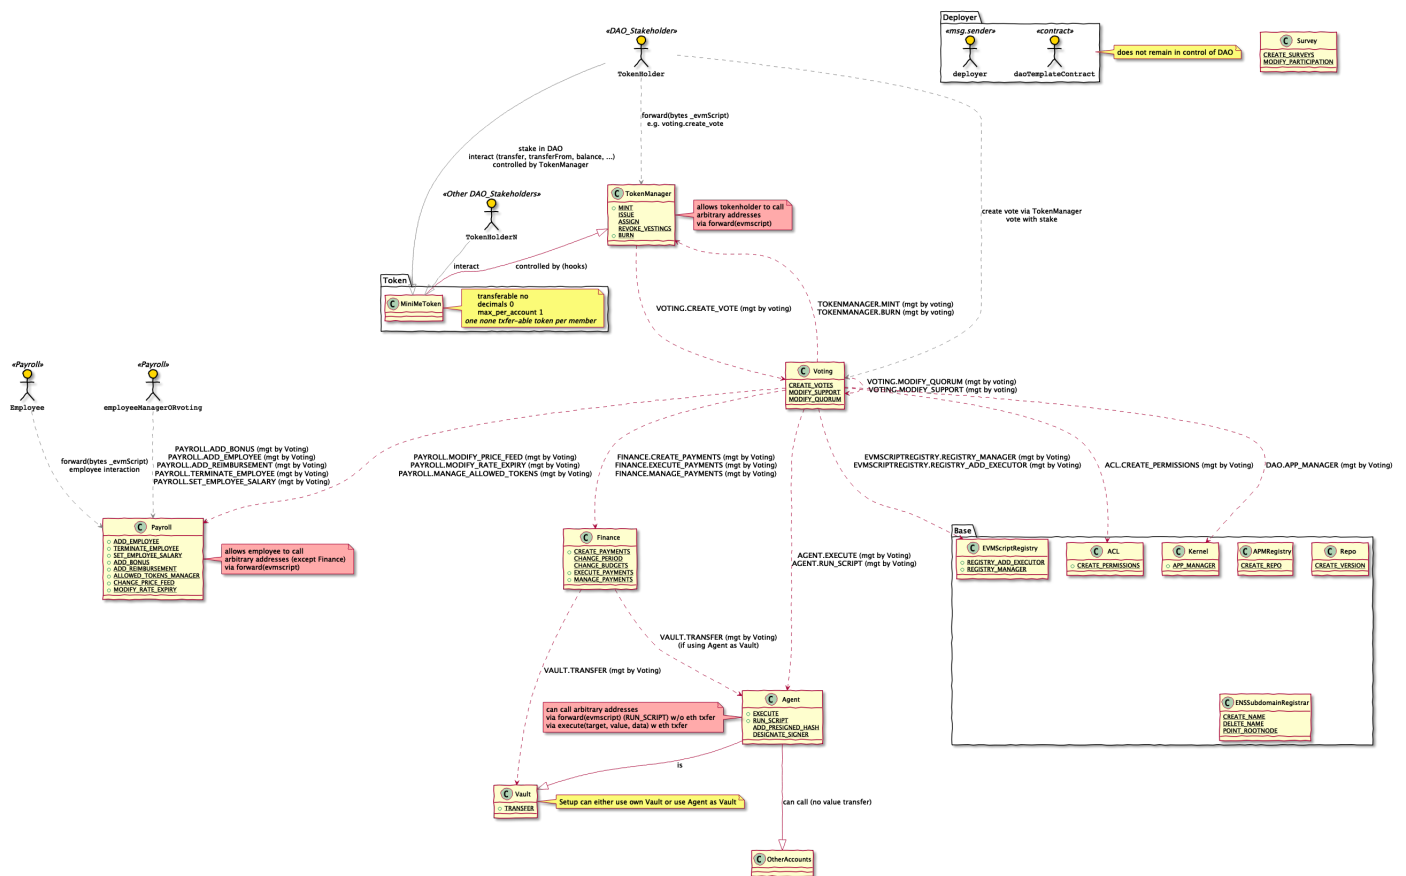 «DAO_Stakeholder»
TokenHolder
Deployer
«msg.sender»
deployer
«contract»
daoTemplateContract
does not remain in control of DAO
C Survey
CREATE_SURVEYS
MODIFY_PARTICIPATION
forward(bytes _evmScript)
e.g. voting.create_vote
stake in DAO
interact (transfer, transferFrom, balance, ...)
controlled by TokenManager
«Other DAO_Stakeholders»
TokenHolderN
C TokenManager
MINT
ISSUE
ASSIGN
REVOKE_VESTINGS
BURN
allows tokenholder to call
arbitrary addresses
via forward(evmscript)
create vote via TokenManager
vote with stake
interact
controlled by (hooks)
Token
C MiniMeToken
transferable no
decimals 0
max_per_account 1
one none txfer-able token per member
VOTING.CREATE_VOTE (mgt by voting)
TOKENMANAGER.MINT (mgt by voting)
TOKENMANAGER.BURN (mgt by voting)
«Payroll»
Employee
«Payroll»
employeeManagerORvoting
C Voting
CREATE_VOTES
MODIFY_SUPPORT
MODIFY_QUORUM
VOTING.MODIFY_QUORUM (mgt by voting)
VOTING.MODIFY_SUPPORT (mgt by voting)
forward(bytes _evmScript)
employee interaction
PAYROLL.ADD_BONUS (mgt by Voting)
PAYROLL.ADD_EMPLOYEE (mgt by Voting)
PAYROLL.ADD_REIMBURSEMENT (mgt by Voting)
PAYROLL.TERMINATE_EMPLOYEE (mgt by Voting)
PAYROLL.SET_EMPLOYEE_SALARY (mgt by Voting)
PAYROLL.MODIFY_PRICE_FEED (mgt by Voting)
PAYROLL.MODIFY_RATE_EXPIRY (mgt by Voting)
PAYROLL.MANAGE_ALLOWED_TOKENS (mgt by Voting)
FINANCE.CREATE_PAYMENTS (mgt by Voting)
FINANCE.EXECUTE_PAYMENTS (mgt by Voting)
FINANCE.MANAGE_PAYMENTS (mgt by Voting)
EVMSCRIPTREGISTRY.REGISTRY_MANAGER (mgt by Voting)
EVMSCRIPTREGISTRY.REGISTRY_ADD_EXECUTOR (mgt by Voting)
ACL.CREATE_PERMISSIONS (mgt by Voting)
DAO.APP_MANAGER (mgt by Voting)
C Payroll
ADD_EMPLOYEE
TERMINATE_EMPLOYEE
SET_EMPLOYEE_SALARY
ADD_BONUS
ADD_REIMBURSEMENT
ALLOWED_TOKENS_MANAGER
CHANGE_PRICE_FEED
MODIFY_RATE_EXPIRY
allows employee to call
arbitrary addresses (except Finance)
via forward(evmscript)
C Finance
CREATE_PAYMENTS
CHANGE_PERIOD
CHANGE_BUDGETS
EXECUTE_PAYMENTS
MANAGE_PAYMENTS
AGENT.EXECUTE (mgt by Voting)
AGENT.RUN_SCRIPT (mgt by Voting)
Base
C EVMScriptRegistry
REGISTRY_ADD_EXECUTOR
REGISTRY_MANAGER
C ACL
CREATE_PERMISSIONS
C Kernel
APP_MANAGER
C APMRegistry
CREATE_REPO
C Repo
CREATE_VERSION
VAULT.TRANSFER (mgt by Voting)
(if using Agent as Vault)
VAULT.TRANSFER (mgt by Voting)
can call arbitrary addresses
via forward(evmscript) (RUN_SCRIPT) w/o eth txfer
via execute(target, value, data) w eth txfer
C Agent
EXECUTE
RUN_SCRIPT
ADD_PRESIGNED_HASH
DESIGNATE_SIGNER
C ENSSubdomainRegistrar
CREATE_NAME
DELETE_NAME
POINT_ROOTNODE
is
C Vault
TRANSFER
Setup can either use own Vault or use Agent as Vault
can call (no value transfer)
C OtherAccounts